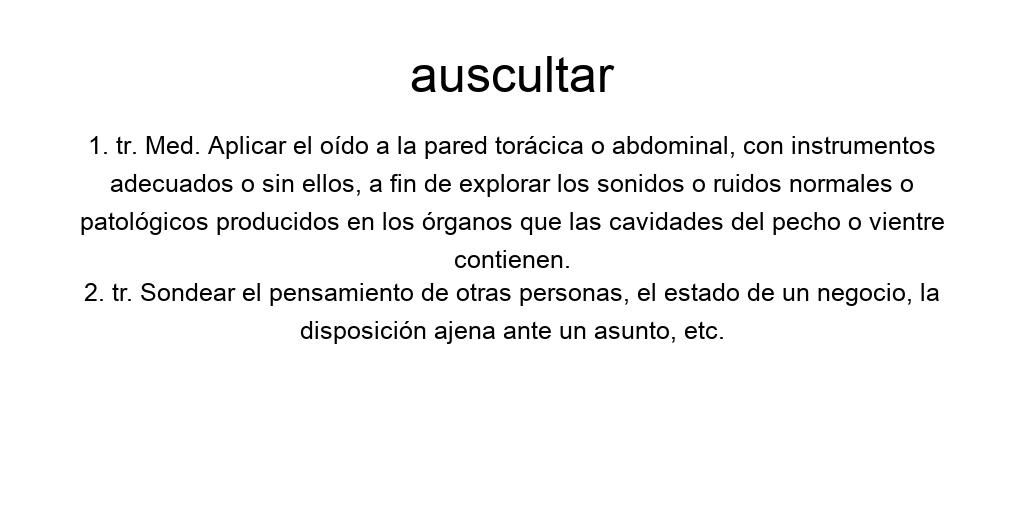 auscultar
1. tr. Med. Aplicar el oído a la pared torácica o abdominal, con instrumentos
adecuados o sin ellos, a fin de explorar los sonidos o ruidos normales o
patológicos producidos en los órganos que las cavidades del pecho o vientre
contienen.
2. tr. Sondear el pensamiento de otras personas, el estado de un negocio, la
disposición ajena ante un asunto, etc.